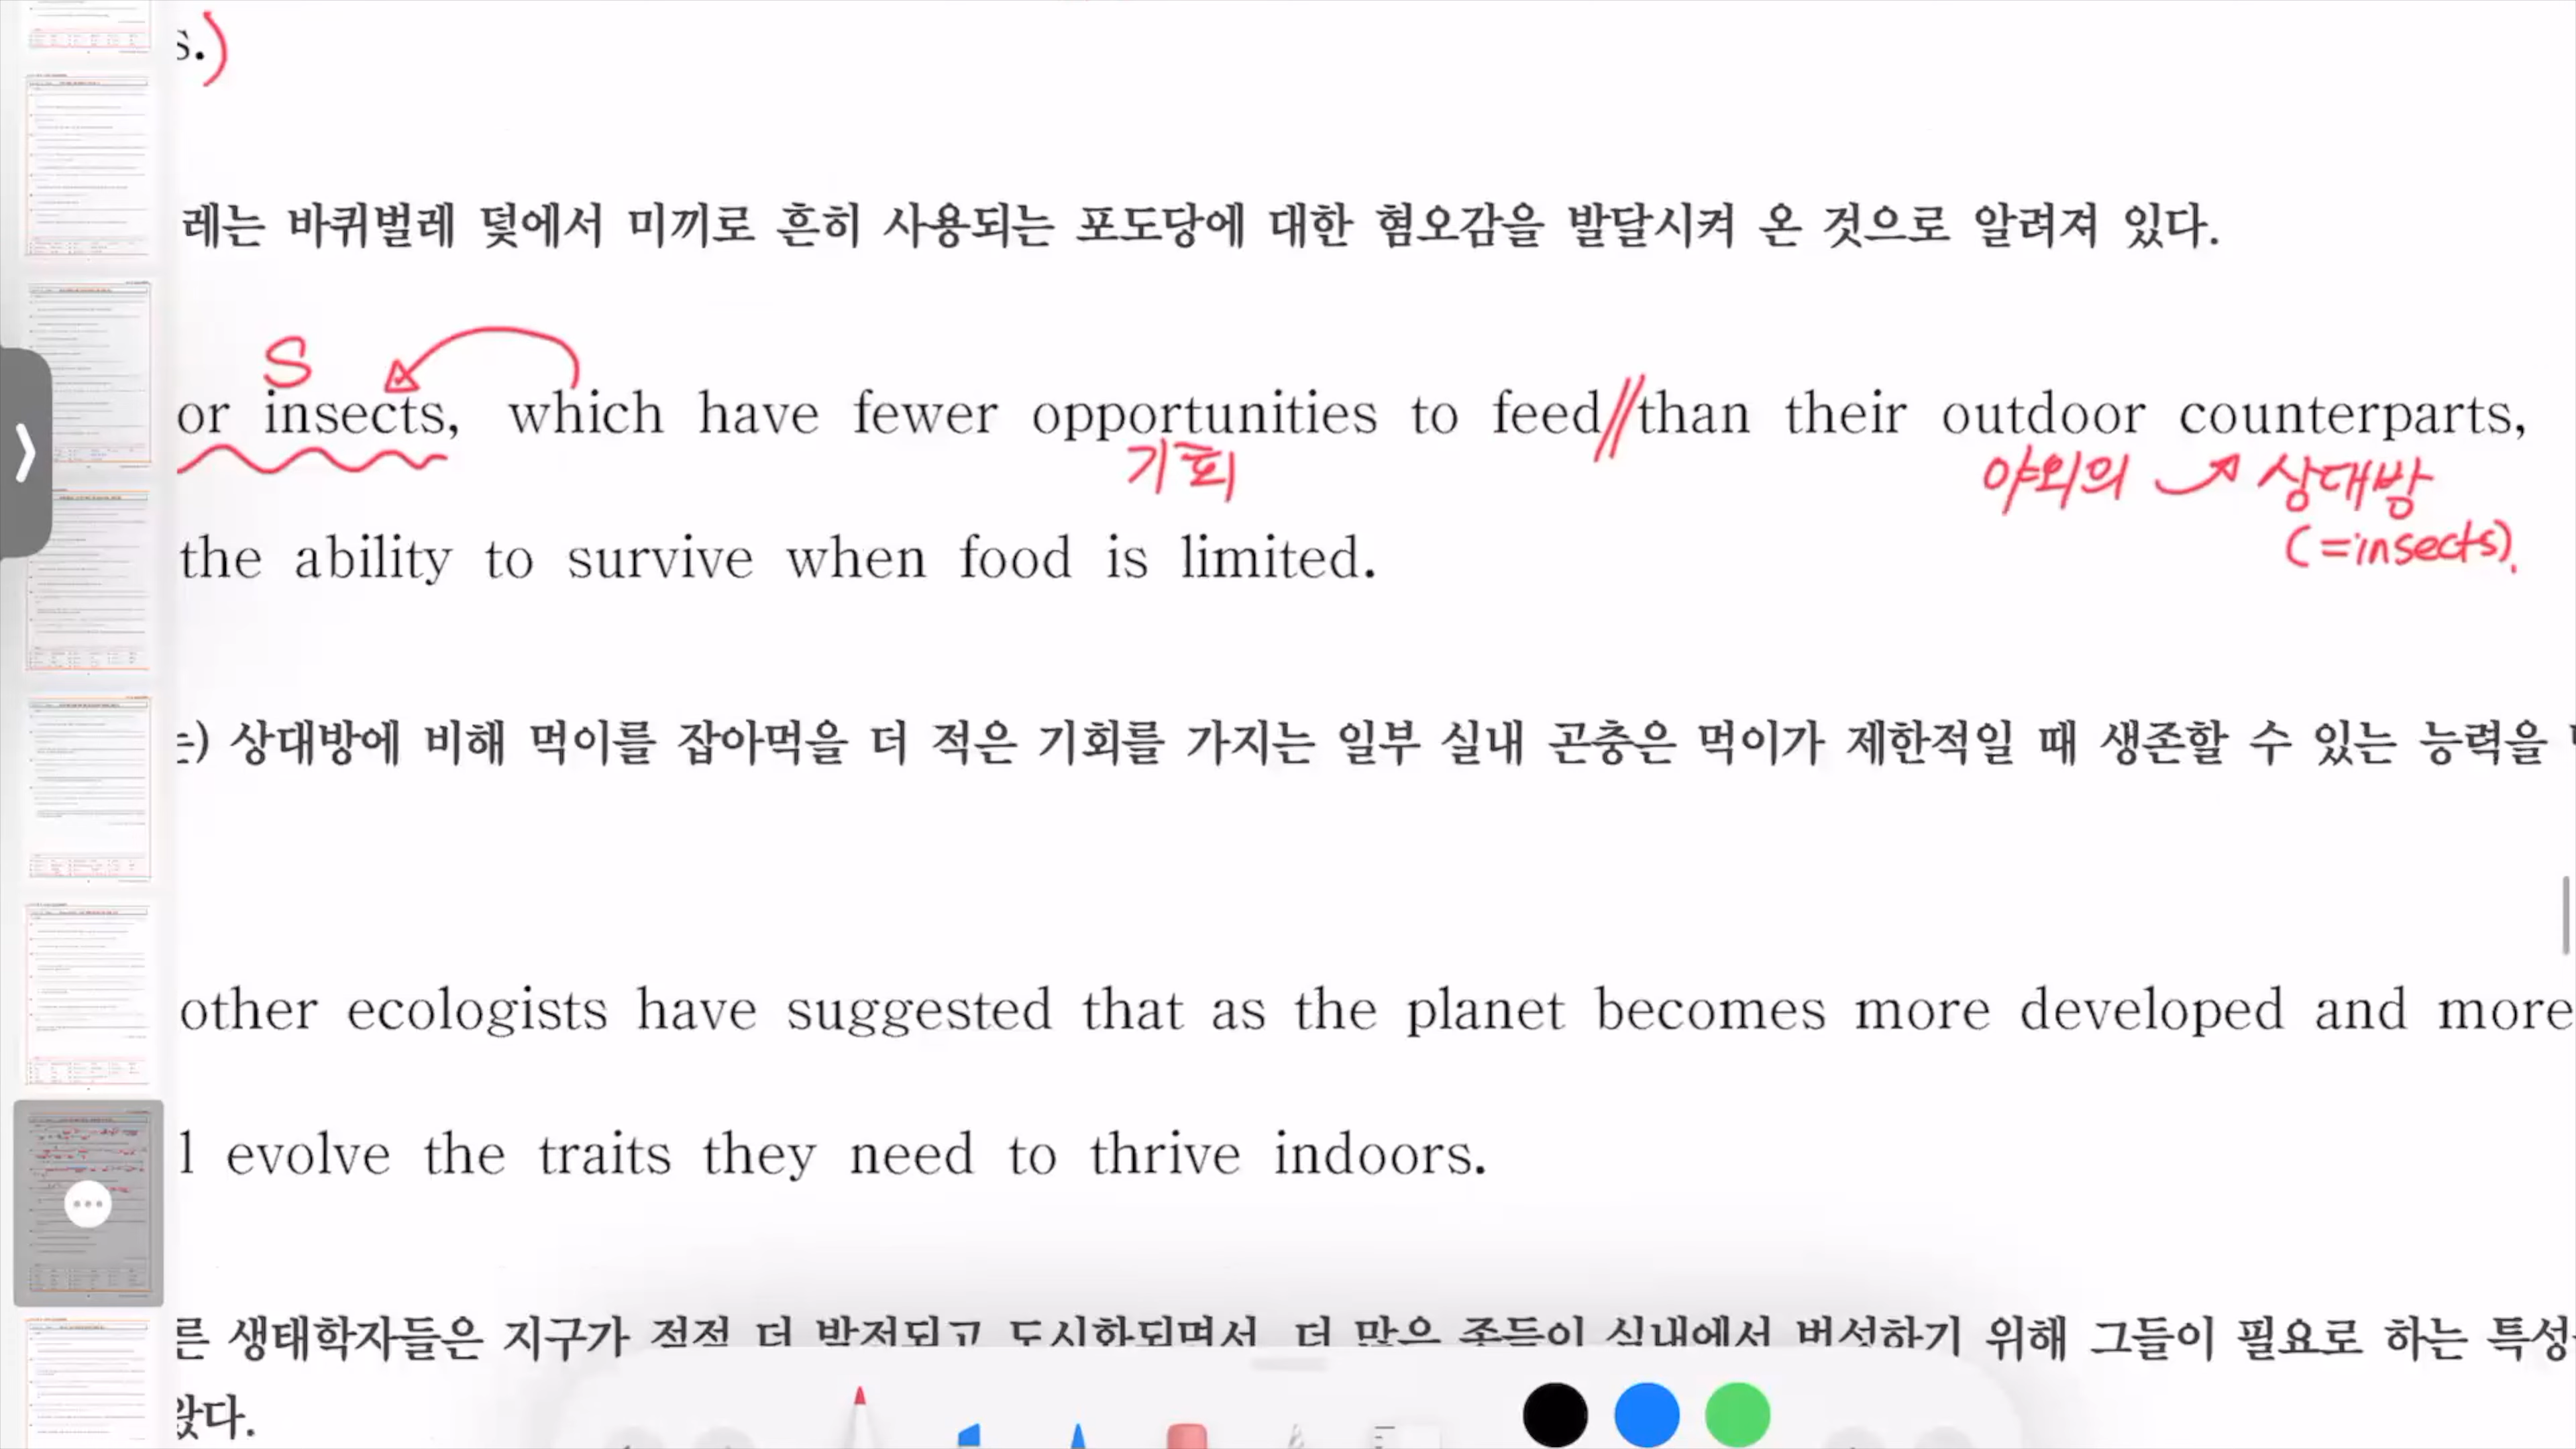 s.)
레는 바퀴벌레 덫에서 미끼로 흔히 사용되는 포도당에 대한 혐오감을 발달시켜 온 것으로 알려져 있다.
S
or insects, which have fewer opportunities to feed//than their outdoor counterparts,
기회 야외의 상대방
(=insects).
the ability to survive when food is limited.
는) 상대방에 비해 먹이를 잡아먹을 더 적은 기회를 가지는 일부 실내 곤충은 먹이가 제한적일 때 생존할 수 있는 능력을
other ecologists have suggested that as the planet becomes more developed and more
l evolve the traits they need to thrive indoors.
른 생태학자들은 지구가 점점 더 발전되고 도시화되면서, 더 많은 종들이 실내에서 번성하기 위해 그들이 필요로 하는 특성
왔다.